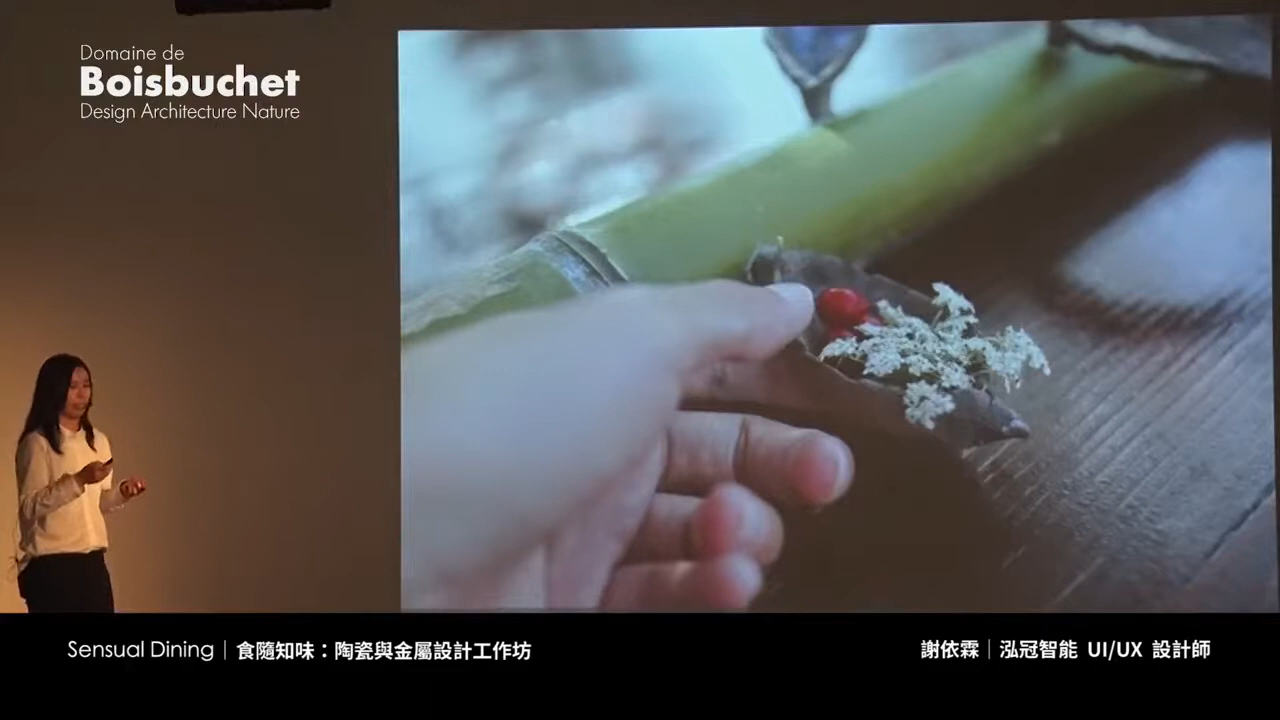 Domaine de
Boisbuchet
Design Architecture Nature
Sensual Dining｜食隨知味：陶瓷與金屬設計工作坊
謝依霖｜泓冠智能 UI/UX 設計師